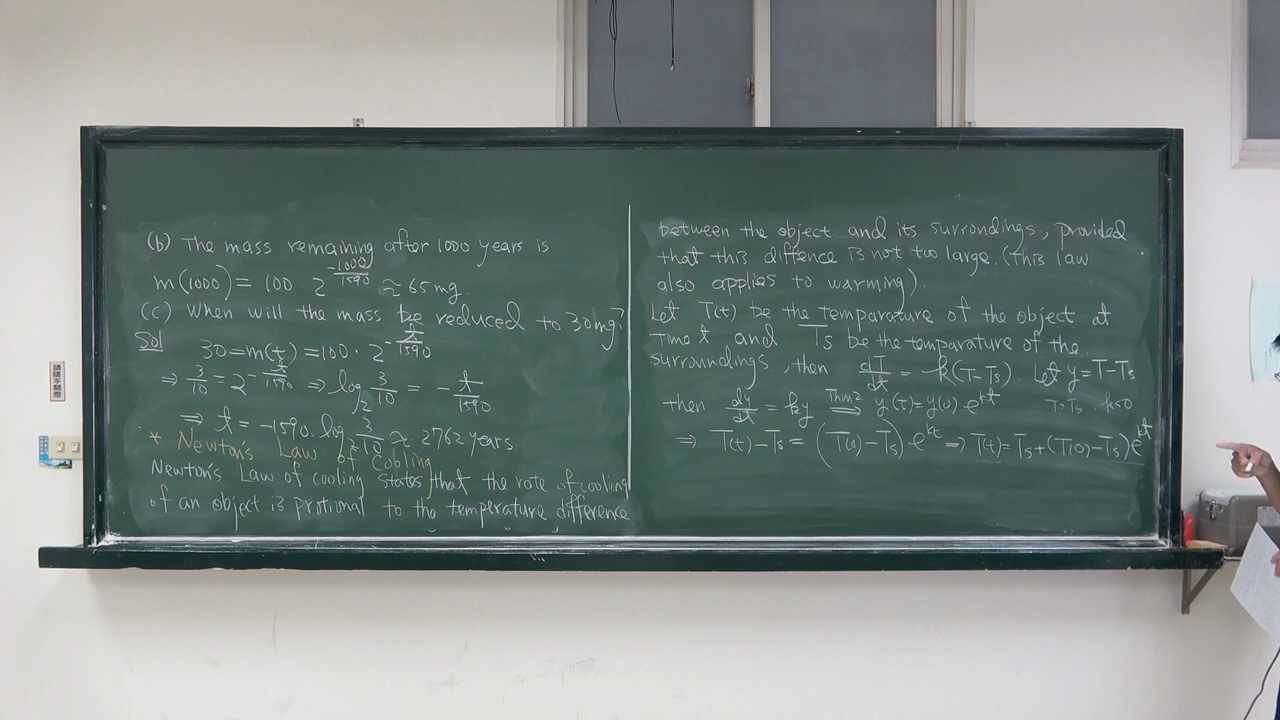 (b) The mass remaining after 1000 years is
m(1000) = 100 · 2^(-1000/1590) ≈ 65 mg.
(c) When will the mass be reduced to 30 mg?
Sol
30 = m(t) = 100 · 2^(-t/1590)
⇒ 3/10 = 2^(-t/1590) ⇒ log_2 3/10 = -t/1590
⇒ t = -1590 · log_2 3/10 ≈ 2762 years
* Newton's Law of Cooling
Newton's Law of cooling states that the rate of cooling
of an object is protional to the temperature difference
between the object and its surrondings, provided
that this diffence is not too large. (This law
also applies to warming).
Let T(t) be the temparature of the object at
Time t and Ts be the temparature of the
surroundings, then dT/dt = k(T-Ts). Let y = T-Ts
then dy/dt = ky Thm2 ⇒ y(t) = y(0) e^(kt) T>Ts k<0
⇒ T(t) - Ts = (T(0) - Ts) · e^(kt) ⇒ T(t) = Ts + (T(0) - Ts) e^(kt)